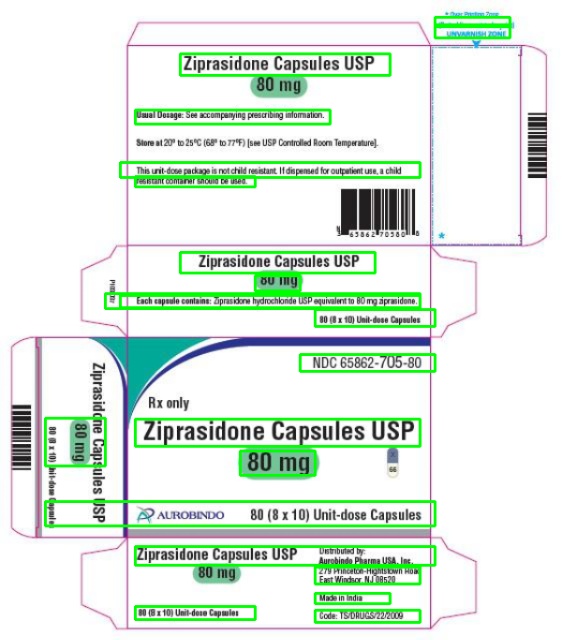 UNVARNISH ZONE
Ziprasidone Capsules USP
80 mg
Usual Dosage: See accompanying prescribing information.
Store at 20° to 25°C (68° to 77°F) [see USP Controlled Room Temperature].
This unit-dose package is not child resistant. If dispensed for outpatient use, a child
resistant container should be used.
3 65862 70580 8
*
Ziprasidone Capsules USP
80 mg
Each capsule contains: Ziprasidone hydrochloride USP equivalent to 80 mg ziprasidone.
80 (8 x 10) Unit-dose Capsules
NDC 65862-705-80
Rx only
Ziprasidone Capsules USP
80 mg
AUROBINDO
80 (8 x 10) Unit-dose Capsules
Ziprasidone Capsules USP
80 mg
80 (8 x 10) Unit-dose Capsules
Ziprasidone Capsules USP
80 mg
80 (8 x 10) Unit-dose Capsules
Distributed by:
Aurobindo Pharma USA, Inc.
279 Princeton-Hightstown Road
East Windsor, NJ 08520
Made in India
Code: TS/DRUGS/22/2009